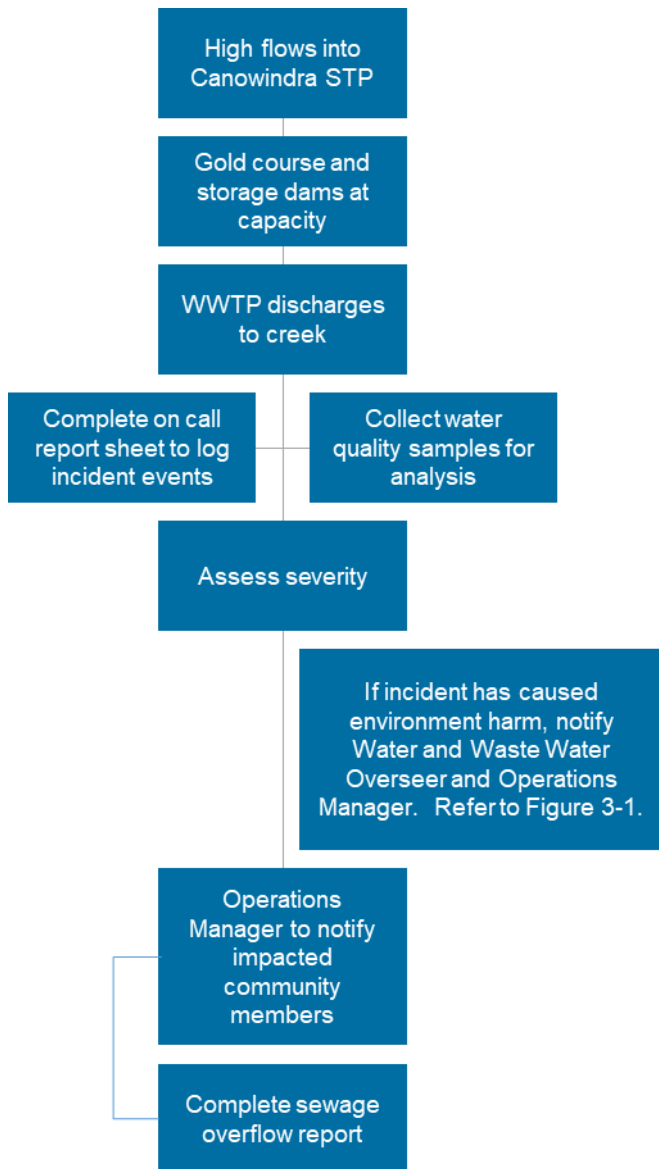 High flows into
Canowindra STP
Gold course and
storage dams at
capacity
WWTP discharges
to creek
Complete on call
report sheet to log
incident events
Collect water
quality samples for
analysis
Assess severity
If incident has caused
environment harm, notify
Water and Waste Water
Overseer and Operations
Manager.  Refer to Figure 3-1.
Operations
Manager to notify
impacted
community
members
Complete sewage
overflow report